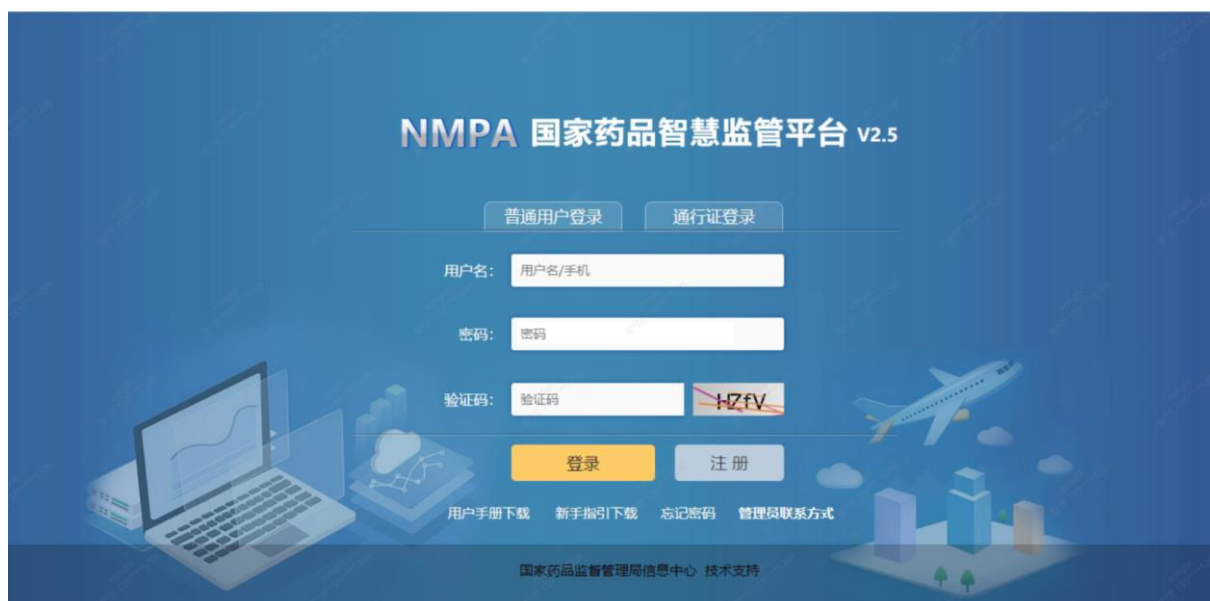 NMPA 国家药品智慧监管平台 V2.5
普通用户登录 通行证登录
用户名： 用户名/手机
密码： 密码
验证码： 验证码 HZfV
登录 注册
用户手册下载 新手指引下载 忘记密码 管理员联系方式
国家药品监督管理局信息中心 技术支持